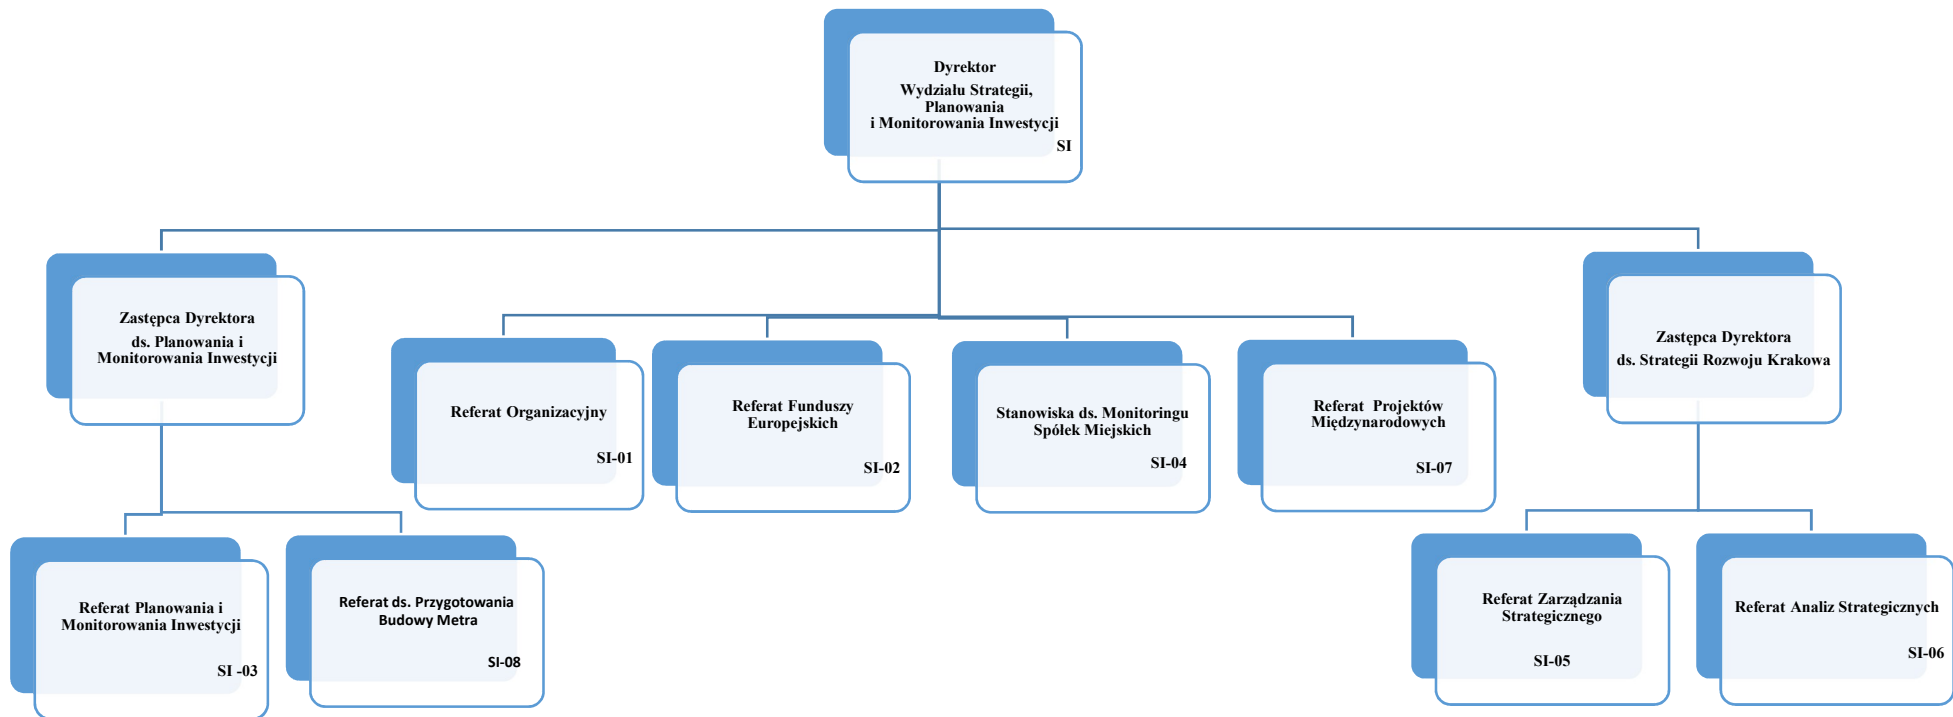 Dyrektor
Wydziału Strategii,
Planowania
i Monitorowania Inwestycji
SI
Zastępca Dyrektora
ds. Planowania i
Monitorowania Inwestycji
Referat Organizacyjny
SI-01
Referat Funduszy
Europejskich
SI-02
Stanowiska ds. Monitoringu
Spółek Miejskich
SI-04
Referat Projektów
Międzynarodowych
SI-07
Zastępca Dyrektora
ds. Strategii Rozwoju Krakowa
Referat Planowania i
Monitorowania Inwestycji
SI -03
Referat ds. Przygotowania
Budowy Metra
SI-08
Referat Zarządzania
Strategicznego
SI-05
Referat Analiz Strategicznych
SI-06